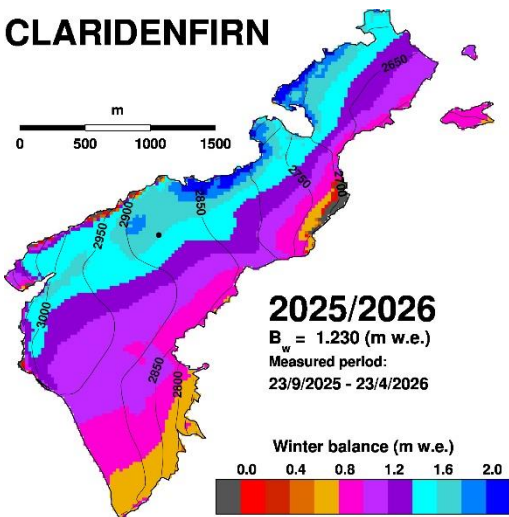 CLARIDENFIRN
m
0 500 1000 1500
2650
2700
2750
2850
2900
2950
3000
2850
2800
2025/2026
Bw = 1.230 (m w.e.)
Measured period:
23/9/2025 - 23/4/2026
Winter balance (m w.e.)
0.0 0.4 0.8 1.2 1.6 2.0